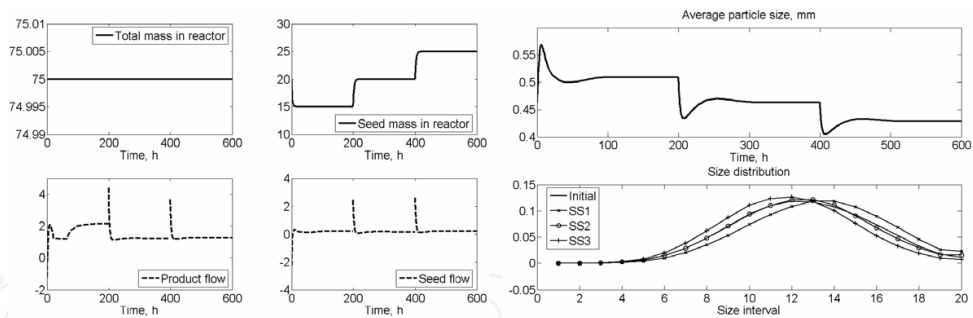 75.01
75.005
75
74.995
74.99
Total mass in reactor
0 200 400 600
Time, h
30
25
20
15
10
Seed mass in reactor
0 200 400 600
Time, h
4
2
0
-2
Product flow
0 200 400 600
Time, h
4
2
0
-2
Seed flow
0 200 400 600
Time, h
Average particle size, mm
0.55
0.5
0.45
0.4
0 100 200 300 400 500 600
Time, h
Size distribution
0.15
0.1
0.05
0
-0.05
Initial
SS1
SS2
SS3
0 2 4 6 8 10 12 14 16 18 20
Size interval